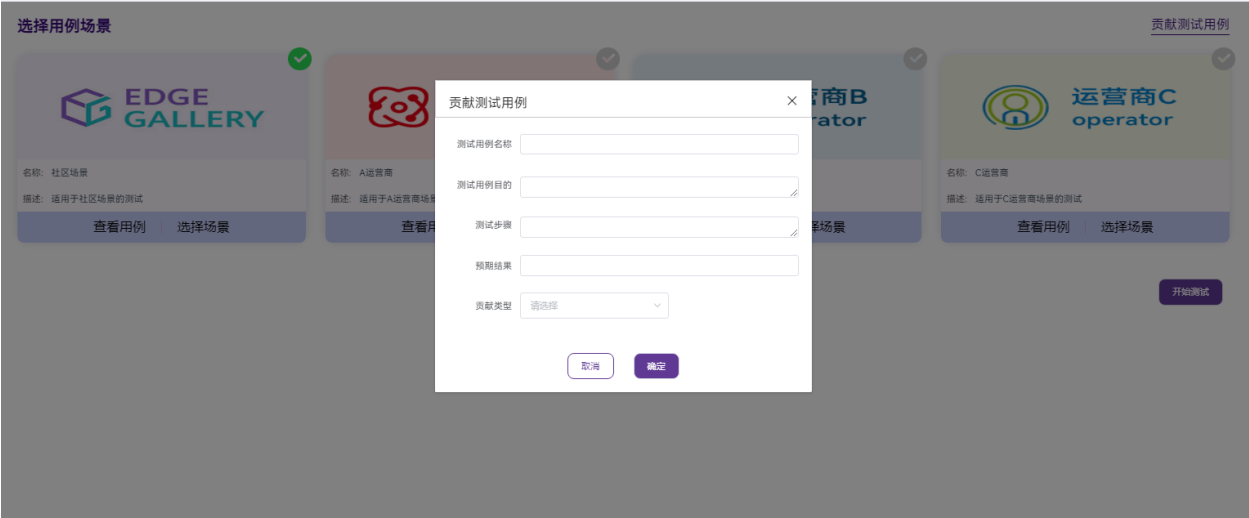 选择用例场景
贡献测试用例
EDGE
GALLERY
商B
rator
运营商C
operator
贡献测试用例
测试用例名称
测试用例目的
测试步骤
预期结果
贡献类型 请选择
取消 确定
名称: 社区场景
描述: 适用于社区场景的测试
查看用例 选择场景
名称: A运营商
描述: 适用于A运营商场景
查看用
场景
名称: C运营商
描述: 适用于C运营商场景的测试
查看用例 选择场景
开始测试